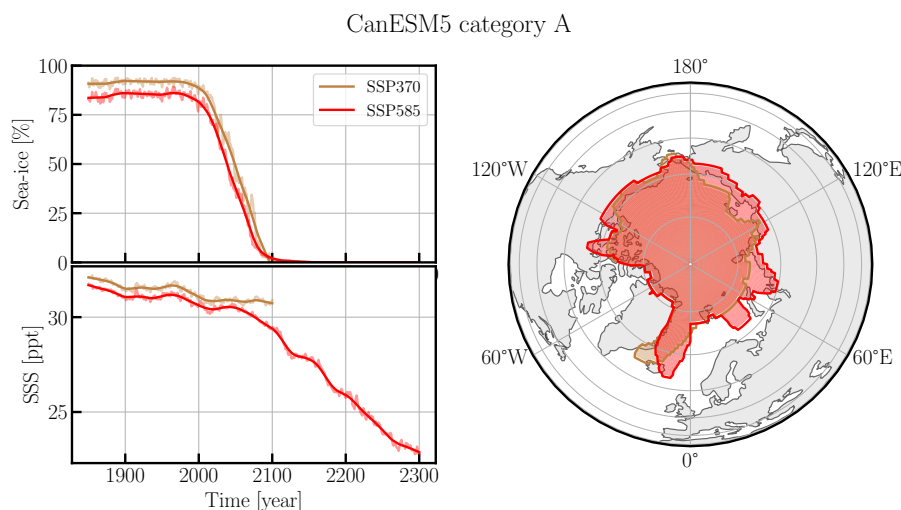 CanESM5 category A
100
75
50
25
0
Sea-ice [%]
SSP370
SSP585
30
25
SSS [ppt]
1900
2000
2100
2200
2300
Time [year]
180°
120°W
120°E
60°W
60°E
0°